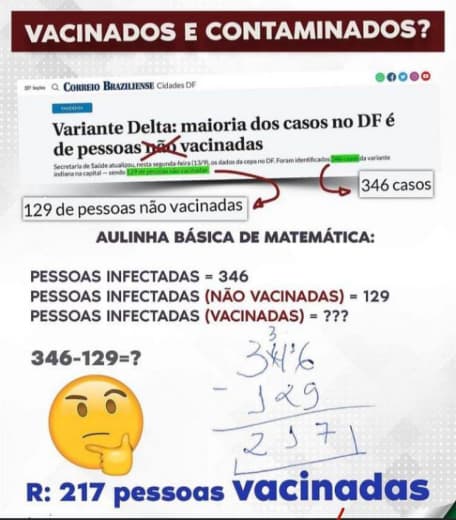 VACINADOS E CONTAMINADOS?
CORREIO BRAZILIENSE Cidades DF
PANDEMIA
Variante Delta: maioria dos casos no DF é
de pessoas não vacinadas
Secretaria de Saúde atualizou, nesta segunda-feira (13/9), os dados da cepa no DF. Foram identificados 346 casos da variante
indiana na capital — sendo 129 de pessoas não vacinadas
346 casos
129 de pessoas não vacinadas
AULINHA BÁSICA DE MATEMÁTICA:
PESSOAS INFECTADAS = 346
PESSOAS INFECTADAS (NÃO VACINADAS) = 129
PESSOAS INFECTADAS (VACINADAS) = ???
346-129=?
3
3416
- 129
217
R: 217 pessoas vacinadas